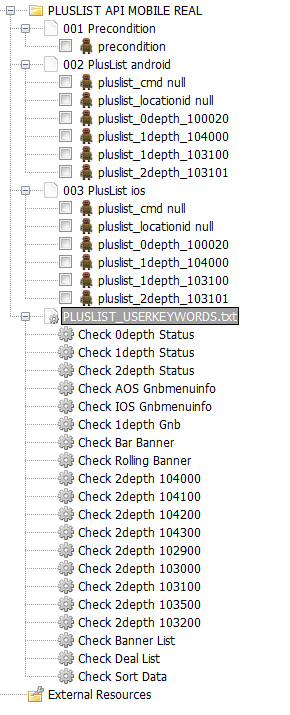 PLUSLIST API MOBILE REAL
001 Precondition
precondition
002 PlusList android
pluslist_cmd null
pluslist_locationid null
pluslist_0depth_100020
pluslist_1depth_104000
pluslist_1depth_103100
pluslist_2depth_103101
003 PlusList ios
pluslist_cmd null
pluslist_locationid null
pluslist_0depth_100020
pluslist_1depth_104000
pluslist_1depth_103100
pluslist_2depth_103101
PLUSLIST_USERKEYWORDS.txt
Check 0depth Status
Check 1depth Status
Check 2depth Status
Check AOS Gnbmenuinfo
Check IOS Gnbmenuinfo
Check 1depth Gnb
Check Bar Banner
Check Rolling Banner
Check 2depth 104000
Check 2depth 104100
Check 2depth 104200
Check 2depth 104300
Check 2depth 102900
Check 2depth 103000
Check 2depth 103100
Check 2depth 103500
Check 2depth 103200
Check Banner List
Check Deal List
Check Sort Data
External Resources